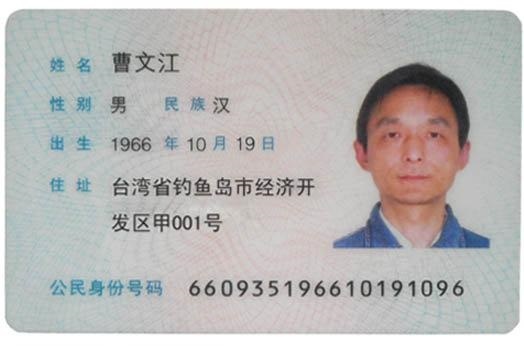 姓名 曹文江
性别 男 民族 汉
出生 1966 年 10 月 19 日
住址 台湾省钓鱼岛市经济开
发区甲001号
公民身份号码 660935196610191096